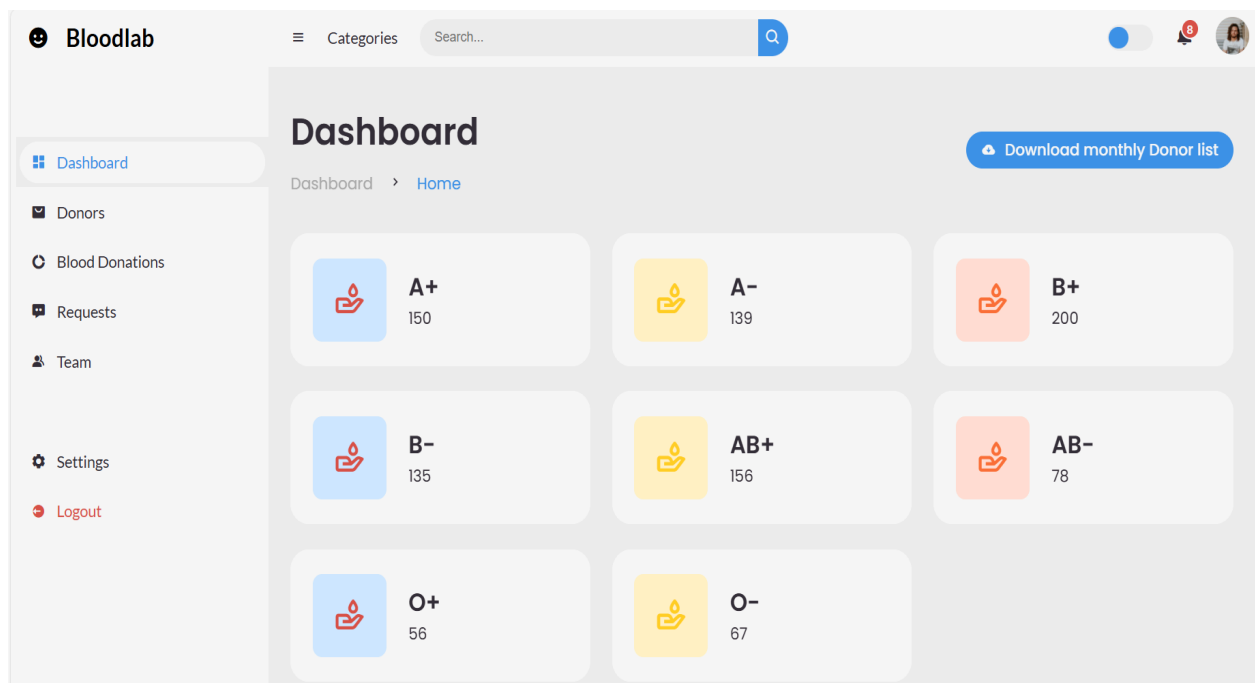 Bloodlab
Categories
Search...
8
Dashboard
Donors
Blood Donations
Requests
Team
Settings
Logout
Dashboard
Dashboard > Home
Download monthly Donor list
A+
150
A-
139
B+
200
B-
135
AB+
156
AB-
78
O+
56
O-
67